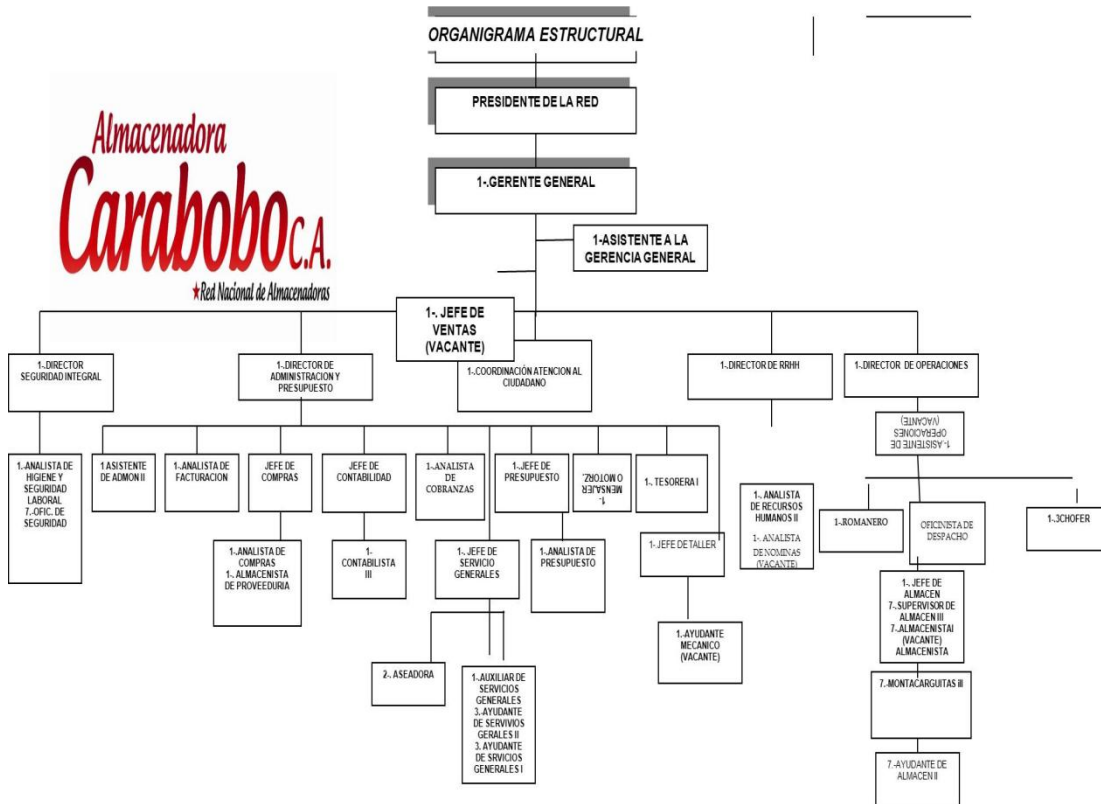 ORGANIGRAMA ESTRUCTURAL
PRESIDENTE DE LA RED
Almacenadora
Carabobo C.A.
★Red Nacional de Almacenadoras
1-.GERENTE GENERAL
1-ASISTENTE A LA
GERENCIA GENERAL
1-. JEFE DE
VENTAS
(VACANTE)
1-.DIRECTOR
SEGURIDAD INTEGRAL
1-.DIRECTOR DE
ADMINISTRACION Y
PRESUPUESTO
1-.COORDINACIÓN ATENCION AL
CIUDADANO
1-.DIRECTOR DE RRHH
1-.DIRECTOR DE OPERACIONES
1-. ASISTENTE DE
OPERACIONES
(VACANTE)
1.-ANALISTA DE
HIGIENE Y
SEGURIDAD
LABORAL
7.-OFIC. DE
SEGURIDAD
1 ASISTENTE
DE ADMON II
1-.ANALISTA DE
FACTURACION
JEFE DE
COMPRAS
JEFE DE
CONTABILIDAD
1-.ANALISTA
DE
COBRANZAS
1-.JEFE DE
PRESUPUESTO
1-.
MENSAJER
O MOTORZ.
1-. TESORERA I
1-. ANALISTA
DE RECURSOS
HUMANOS II
1-. ANALISTA
DE NOMINAS
(VACANTE)
1-.ROMANERO
OFICINISTA DE
DESPACHO
1-.3CHOFER
1-.ANALISTA DE
COMPRAS
1-. ALMACENISTA
DE PROVEEDURIA
1-
CONTABILISTA
III
1-. JEFE DE
SERVICIO
GENERALES
1-.ANALISTA DE
PRESUPUESTO
1-.JEFE DE TALLER
1-. JEFE DE
ALMACEN
7-.SUPERVISOR DE
ALMACEN III
7-.ALMACENISTAI
(VACANTE)
ALMACENISTA
1.-AYUDANTE
MECANICO
(VACANTE)
2-. ASEADORA
1-.AUXILIAR DE
SERVICIOS
GENERALES
3.-AYUDANTE
DE SERVIVIOS
GERALES II
3. AYUDANTE
DE SRVICIOS
GENERALES I
7.-MONTACARGUITAS iII
7.-AYUDANTE DE
ALMACEN II